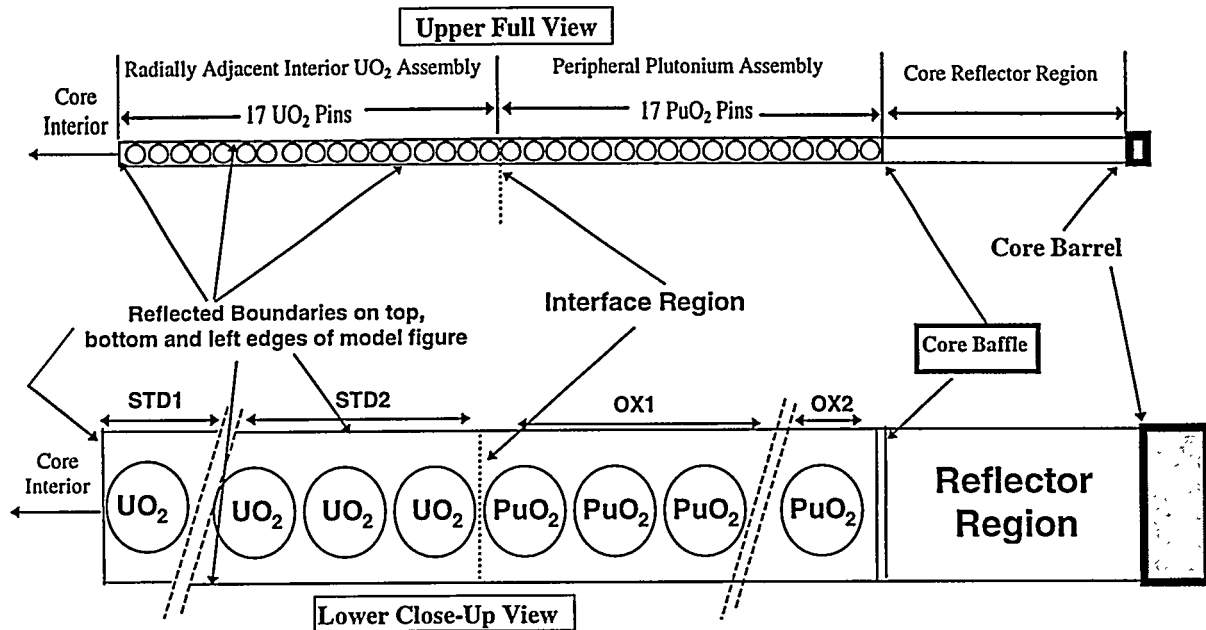 Upper Full View
Radially Adjacent Interior UO₂ Assembly
Peripheral Plutonium Assembly
Core Reflector Region
Core
Interior
17 UO₂ Pins
17 PuO₂ Pins
Core Barrel
Interface Region
Reflected Boundaries on top,
bottom and left edges of model figure
Core Baffle
STD1
STD2
OX1
OX2
Core
Interior
UO₂
UO₂
UO₂
UO₂
PuO₂
PuO₂
PuO₂
PuO₂
Reflector
Region
Lower Close-Up View